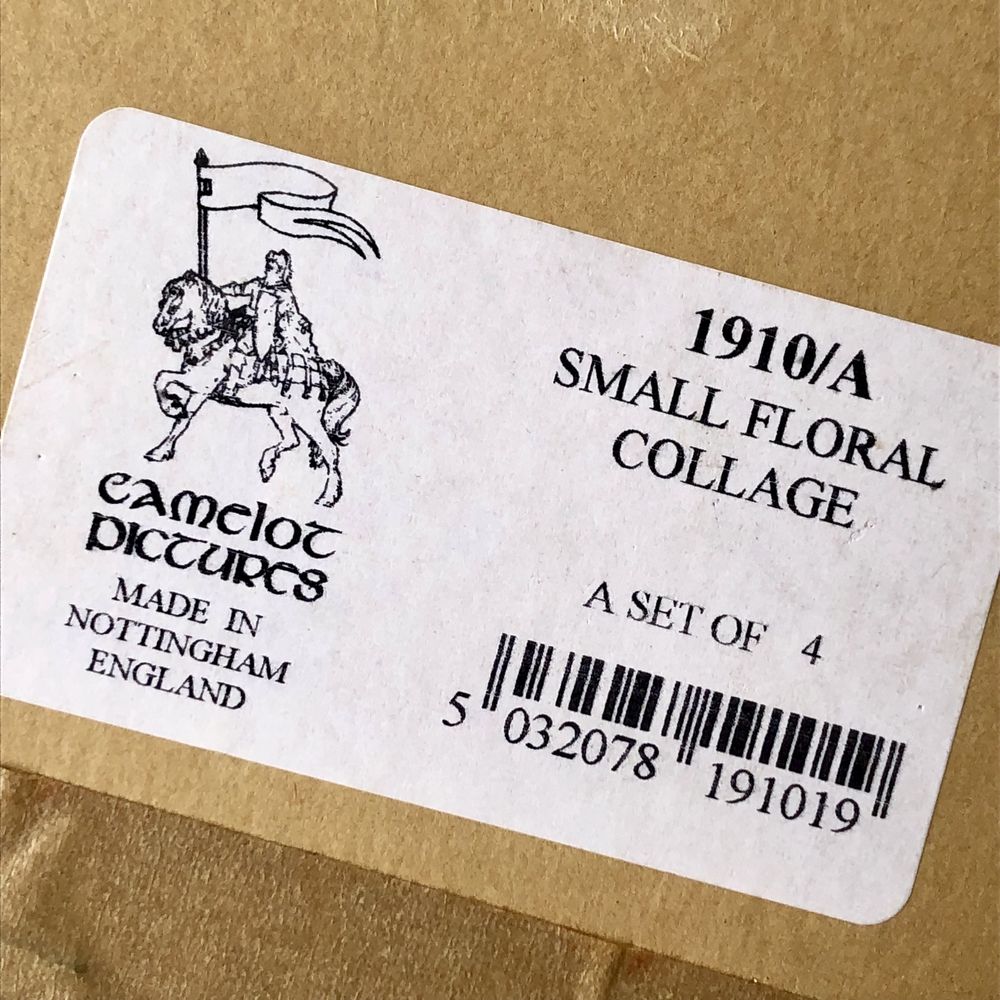 camelot
pictures
MADE IN
NOTTINGHAM
ENGLAND
1910/A
SMALL FLORAL
COLLAGE
A SET OF 4
5 032078 191019